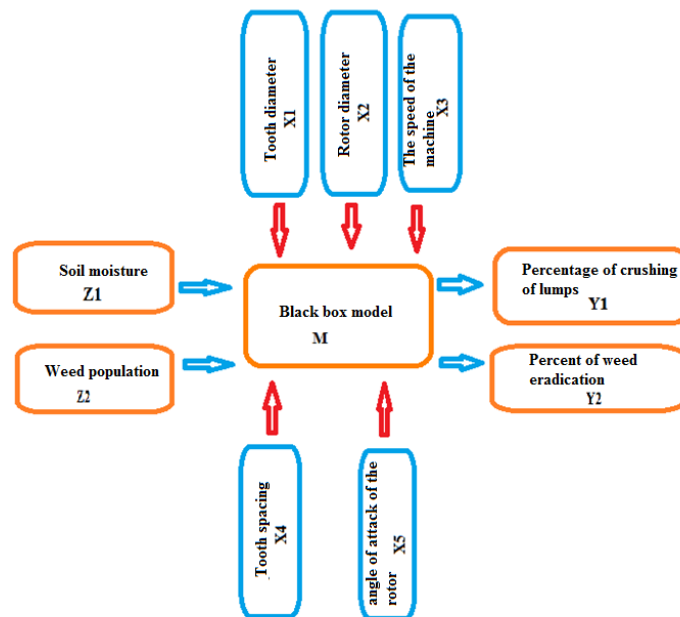 Tooth diameter
X1
Rotor diameter
X2
The speed of the
machine
X3
Soil moisture
Z1
Weed population
Z2
Black box model
M
Percentage of crushing
of lumps
Y1
Percent of weed
eradication
Y2
Tooth spacing
X4
angle of attack of the
rotor
X5